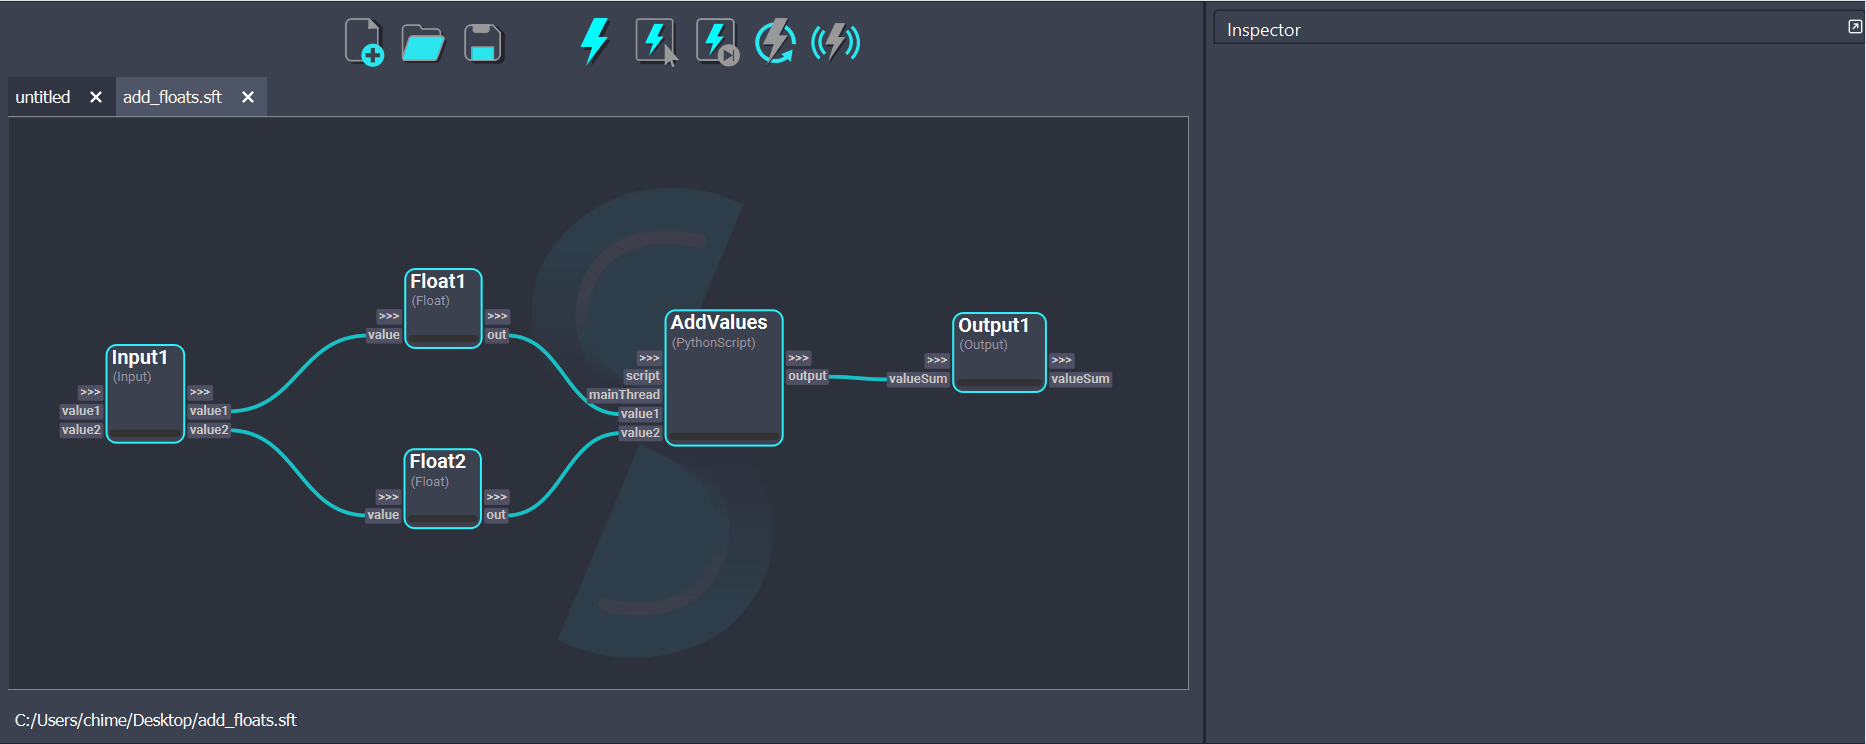 Inspector
untitled
add_floats.sft
Input1
(Input)
>>>
>>>
value1
value1
value2
value2
Float1
(Float)
>>>
>>>
value
out
Float2
(Float)
>>>
>>>
value
out
AddValues
(PythonScript)
>>>
>>>
script
output
mainThread
value1
value2
Output1
(Output)
>>>
>>>
valueSum
valueSum
C:/Users/chime/Desktop/add_floats.sft